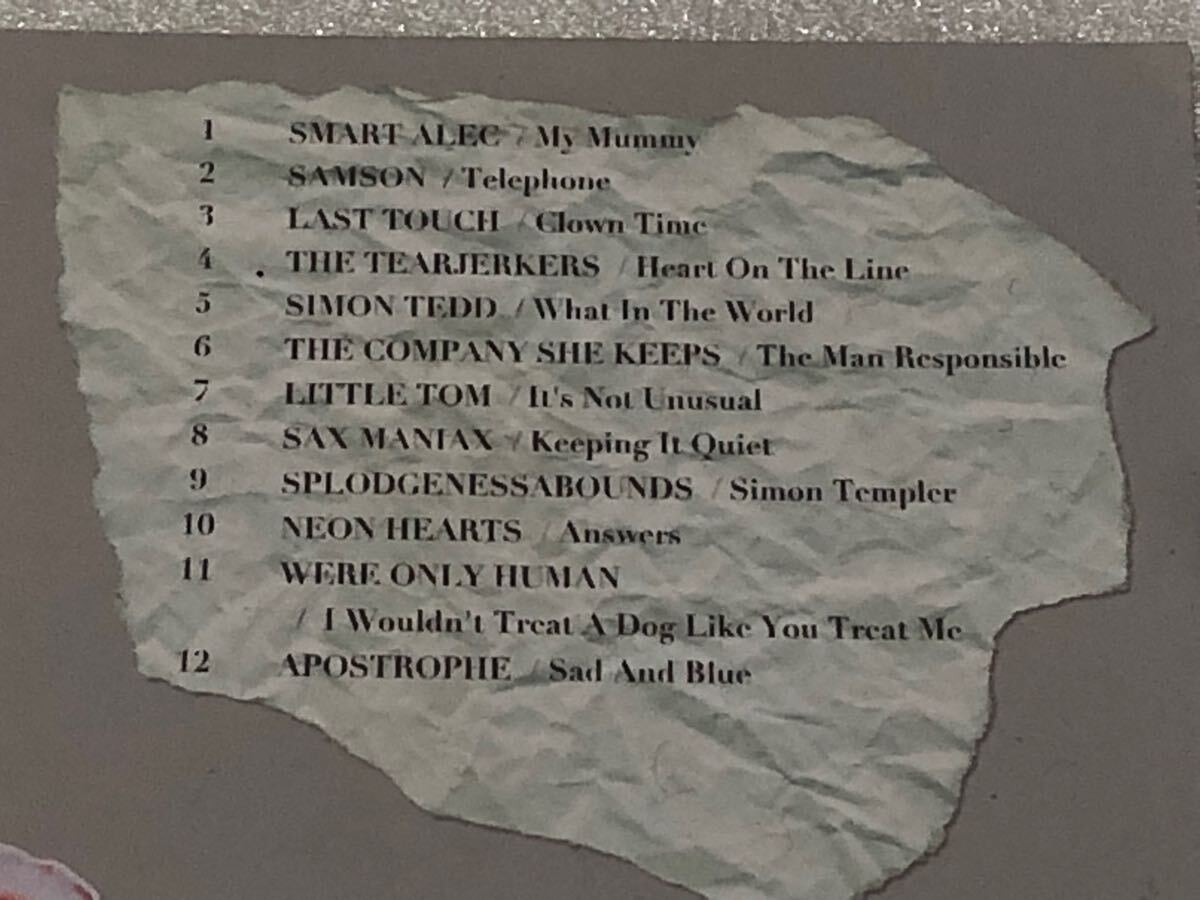 1 SMART ALEC / My Mummy
2 SAMSON / Telephone
3 LAST TOUCH / Clown Time
4 . THE TEARJERKERS / Heart On The Line
5 SIMON TEDD / What In The World
6 THE COMPANY SHE KEEPS / The Man Responsible
7 LITTLE TOM / It's Not Unusual
8 SAX MANIAX / Keeping It Quiet
9 SPLODGENESSABOUNDS / Simon Templer
10 NEON HEARTS / Answers
11 WERE ONLY HUMAN
/ I Wouldn't Treat A Dog Like You Treat Me
12 APOSTROPHE / Sad And Blue